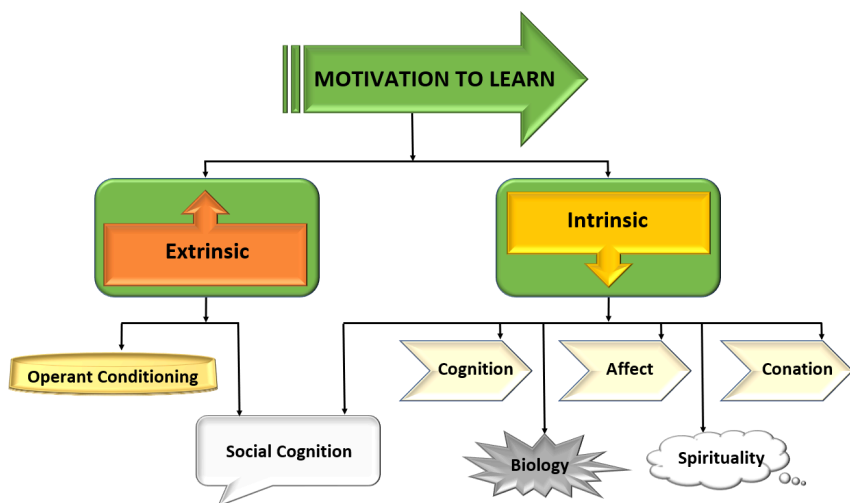 MOTIVATION TO LEARN
Extrinsic
Intrinsic
Operant Conditioning
Cognition
Affect
Conation
Social Cognition
Biology
Spirituality